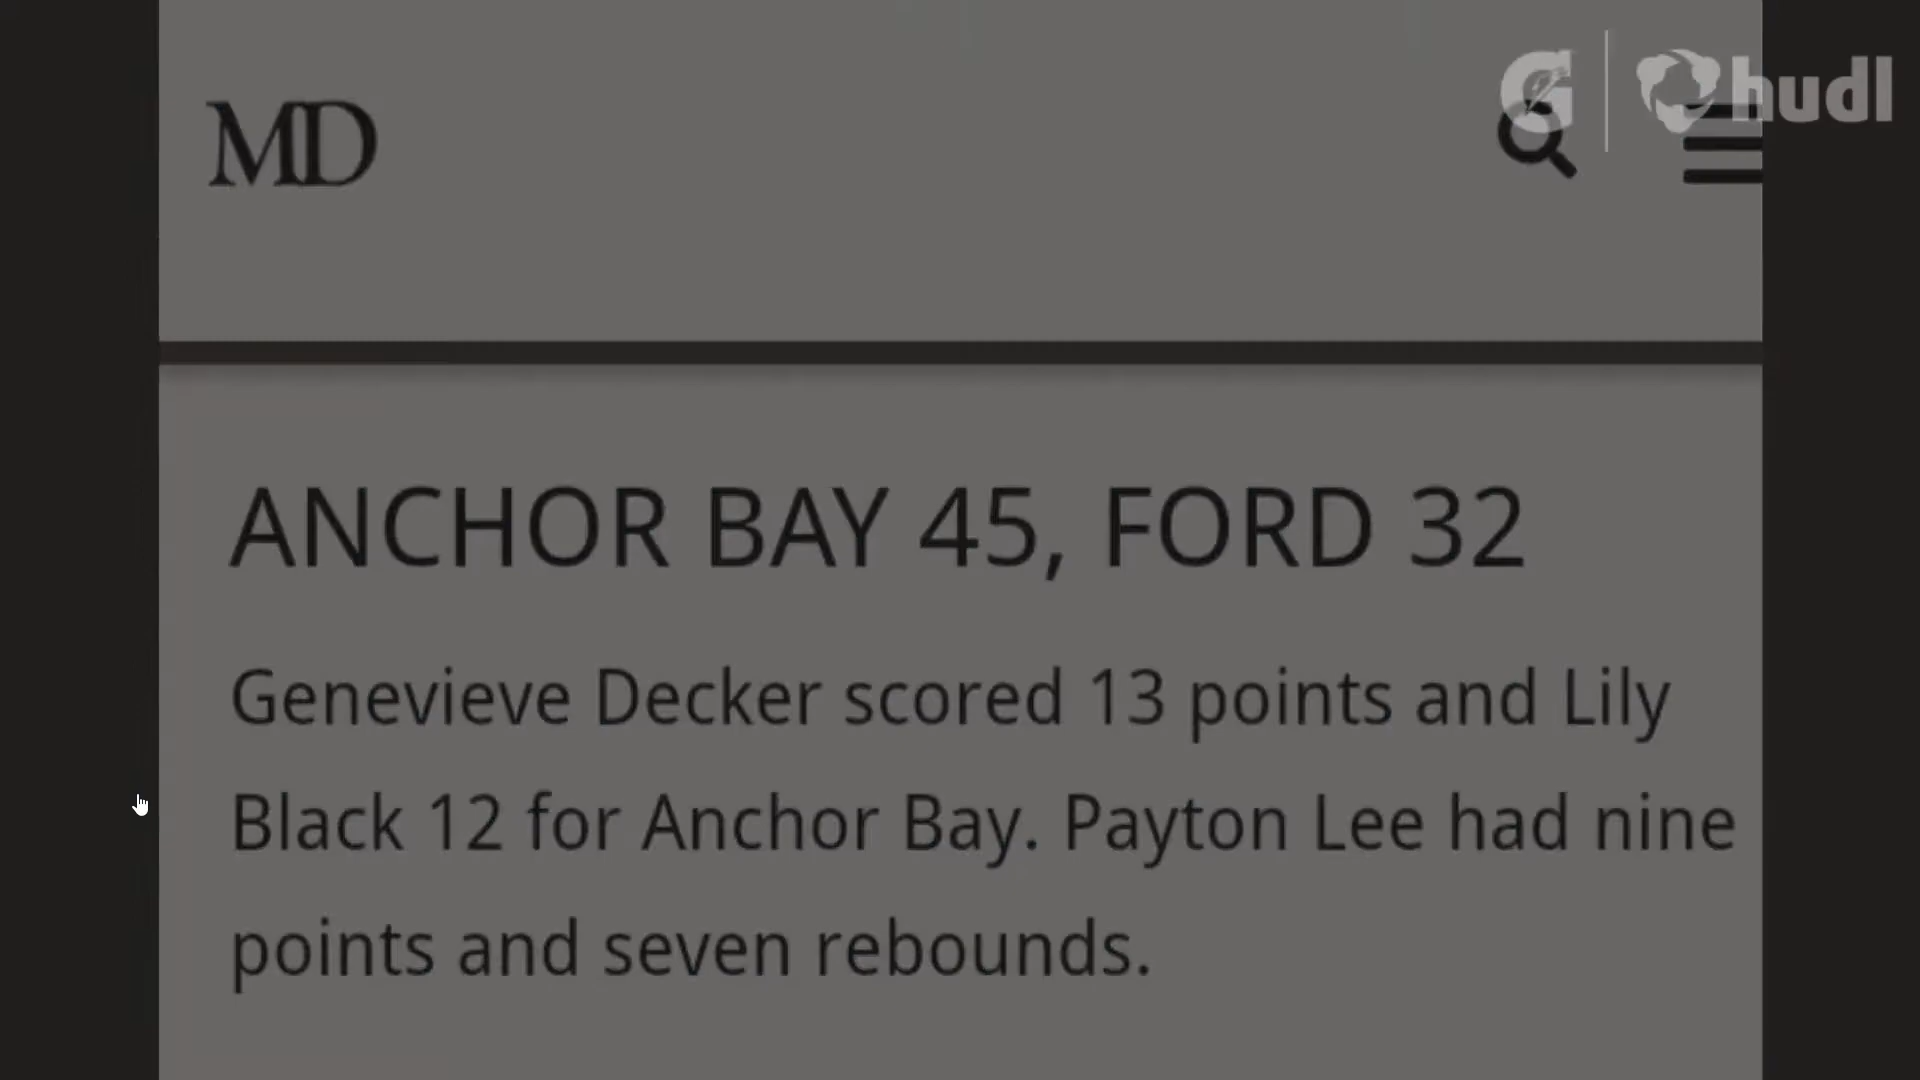 MD
G hudl
ANCHOR BAY 45, FORD 32
Genevieve Decker scored 13 points and Lily
Black 12 for Anchor Bay. Payton Lee had nine
points and seven rebounds.